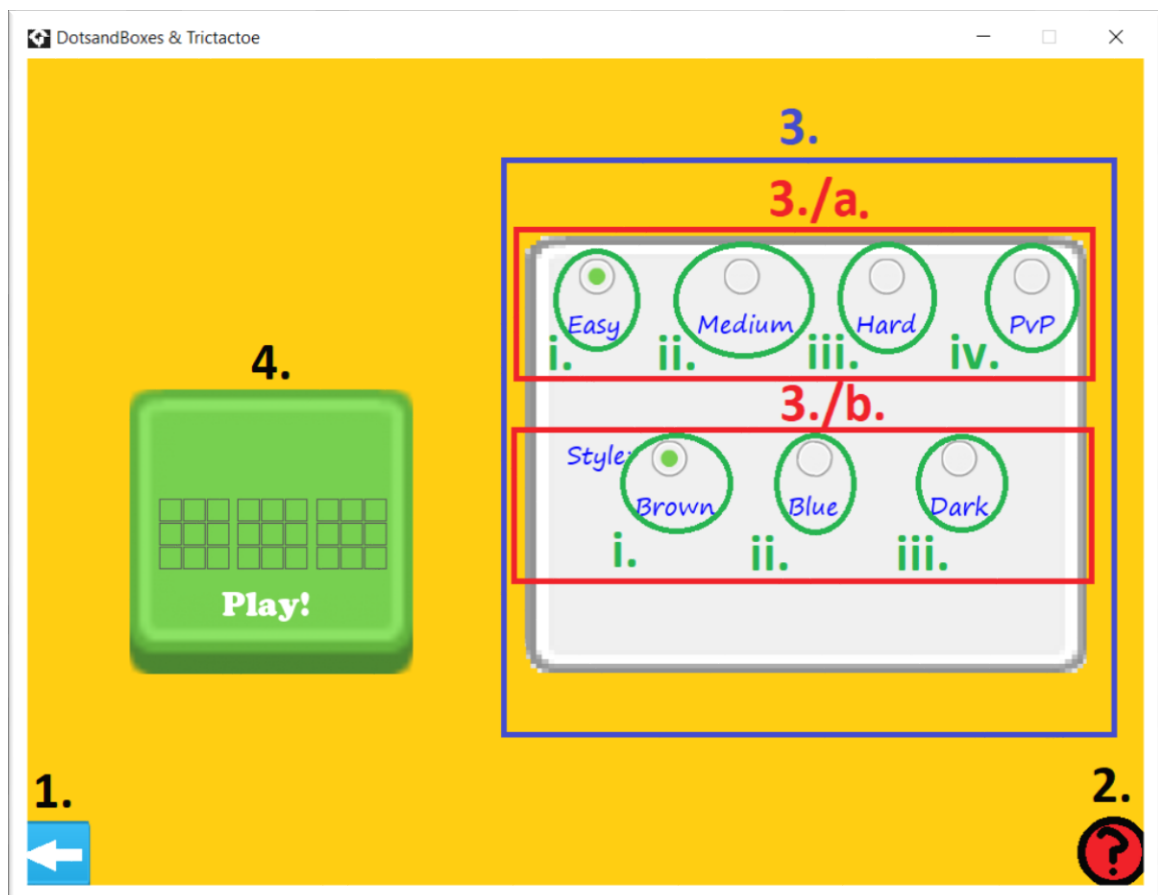 DotsandBoxes & Trictactoe
3.
3./a.
Easy Medium Hard PvP
i. ii. iii. iv.
4.
3./b.
Style:
Brown Blue Dark
i. ii. iii.
Play!
1.
2.
?